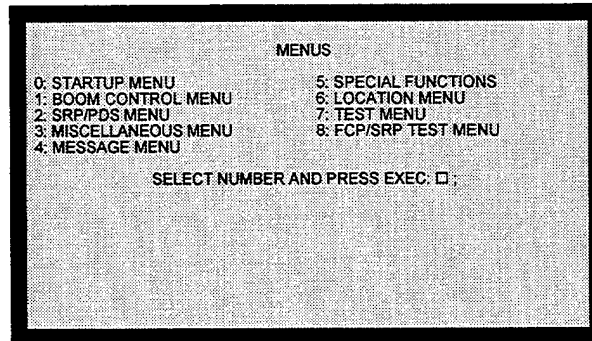 MENUS
0: STARTUP MENU
1: BOOM CONTROL MENU
2: SRP/PDS MENU
3: MISCELLANEOUS MENU
4: MESSAGE MENU
5: SPECIAL FUNCTIONS
6: LOCATION MENU
7: TEST MENU
8: FCP/SRP TEST MENU
SELECT NUMBER AND PRESS EXEC: □ ;